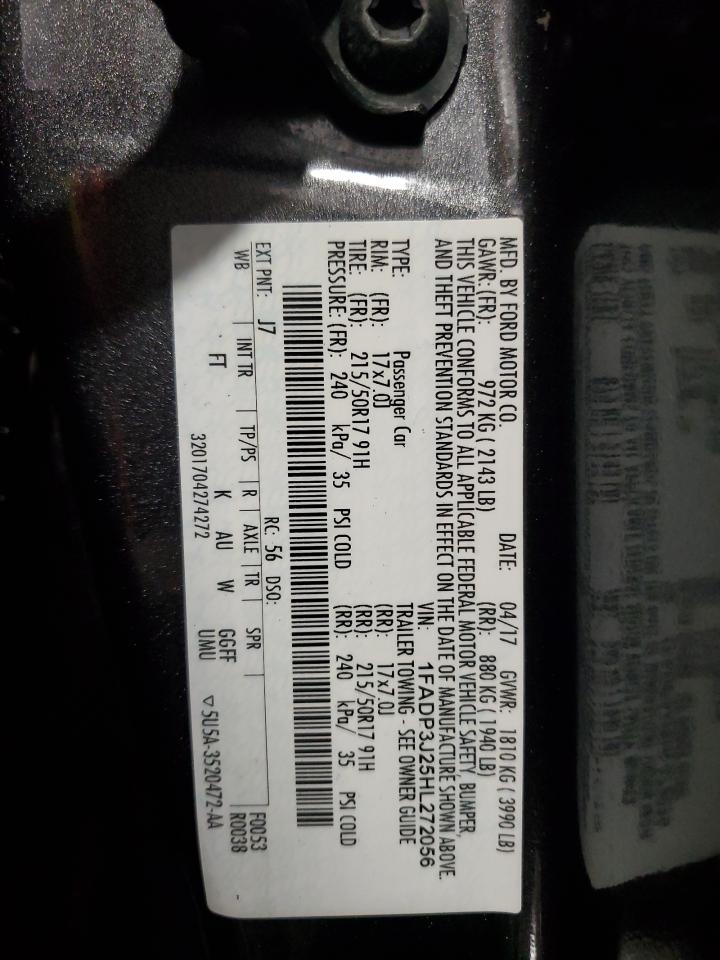 MFD. BY FORD MOTOR CO. DATE: 04/17 GVWR: 1810 KG ( 3990 LB)
GAWR: (FR): 972 KG ( 2143 LB) (RR): 880 KG ( 1940 LB)
THIS VEHICLE CONFORMS TO ALL APPLICABLE FEDERAL MOTOR VEHICLE SAFETY, BUMPER,
AND THEFT PREVENTION STANDARDS IN EFFECT ON THE DATE OF MANUFACTURE SHOWN ABOVE.
VIN: 1FADP3J25HL272056
TYPE: Passenger Car TRAILER TOWING - SEE OWNER GUIDE
RIM: (FR): 17x7.0J (RR): 17x7.0J
TIRE: (FR): 215/50R17 91H (RR): 215/50R17 91H
PRESSURE: (FR): 240 kPa/ 35 PSI COLD (RR): 240 kPa/ 35 PSI COLD
EXT PNT: J7 RC: 56 DSO: F0053
WB INT TR TP/PS R AXLE TR SPR R0038
FT K AU W GGFF
UMU
3201704274272 ▽5U5A-3520472-AA